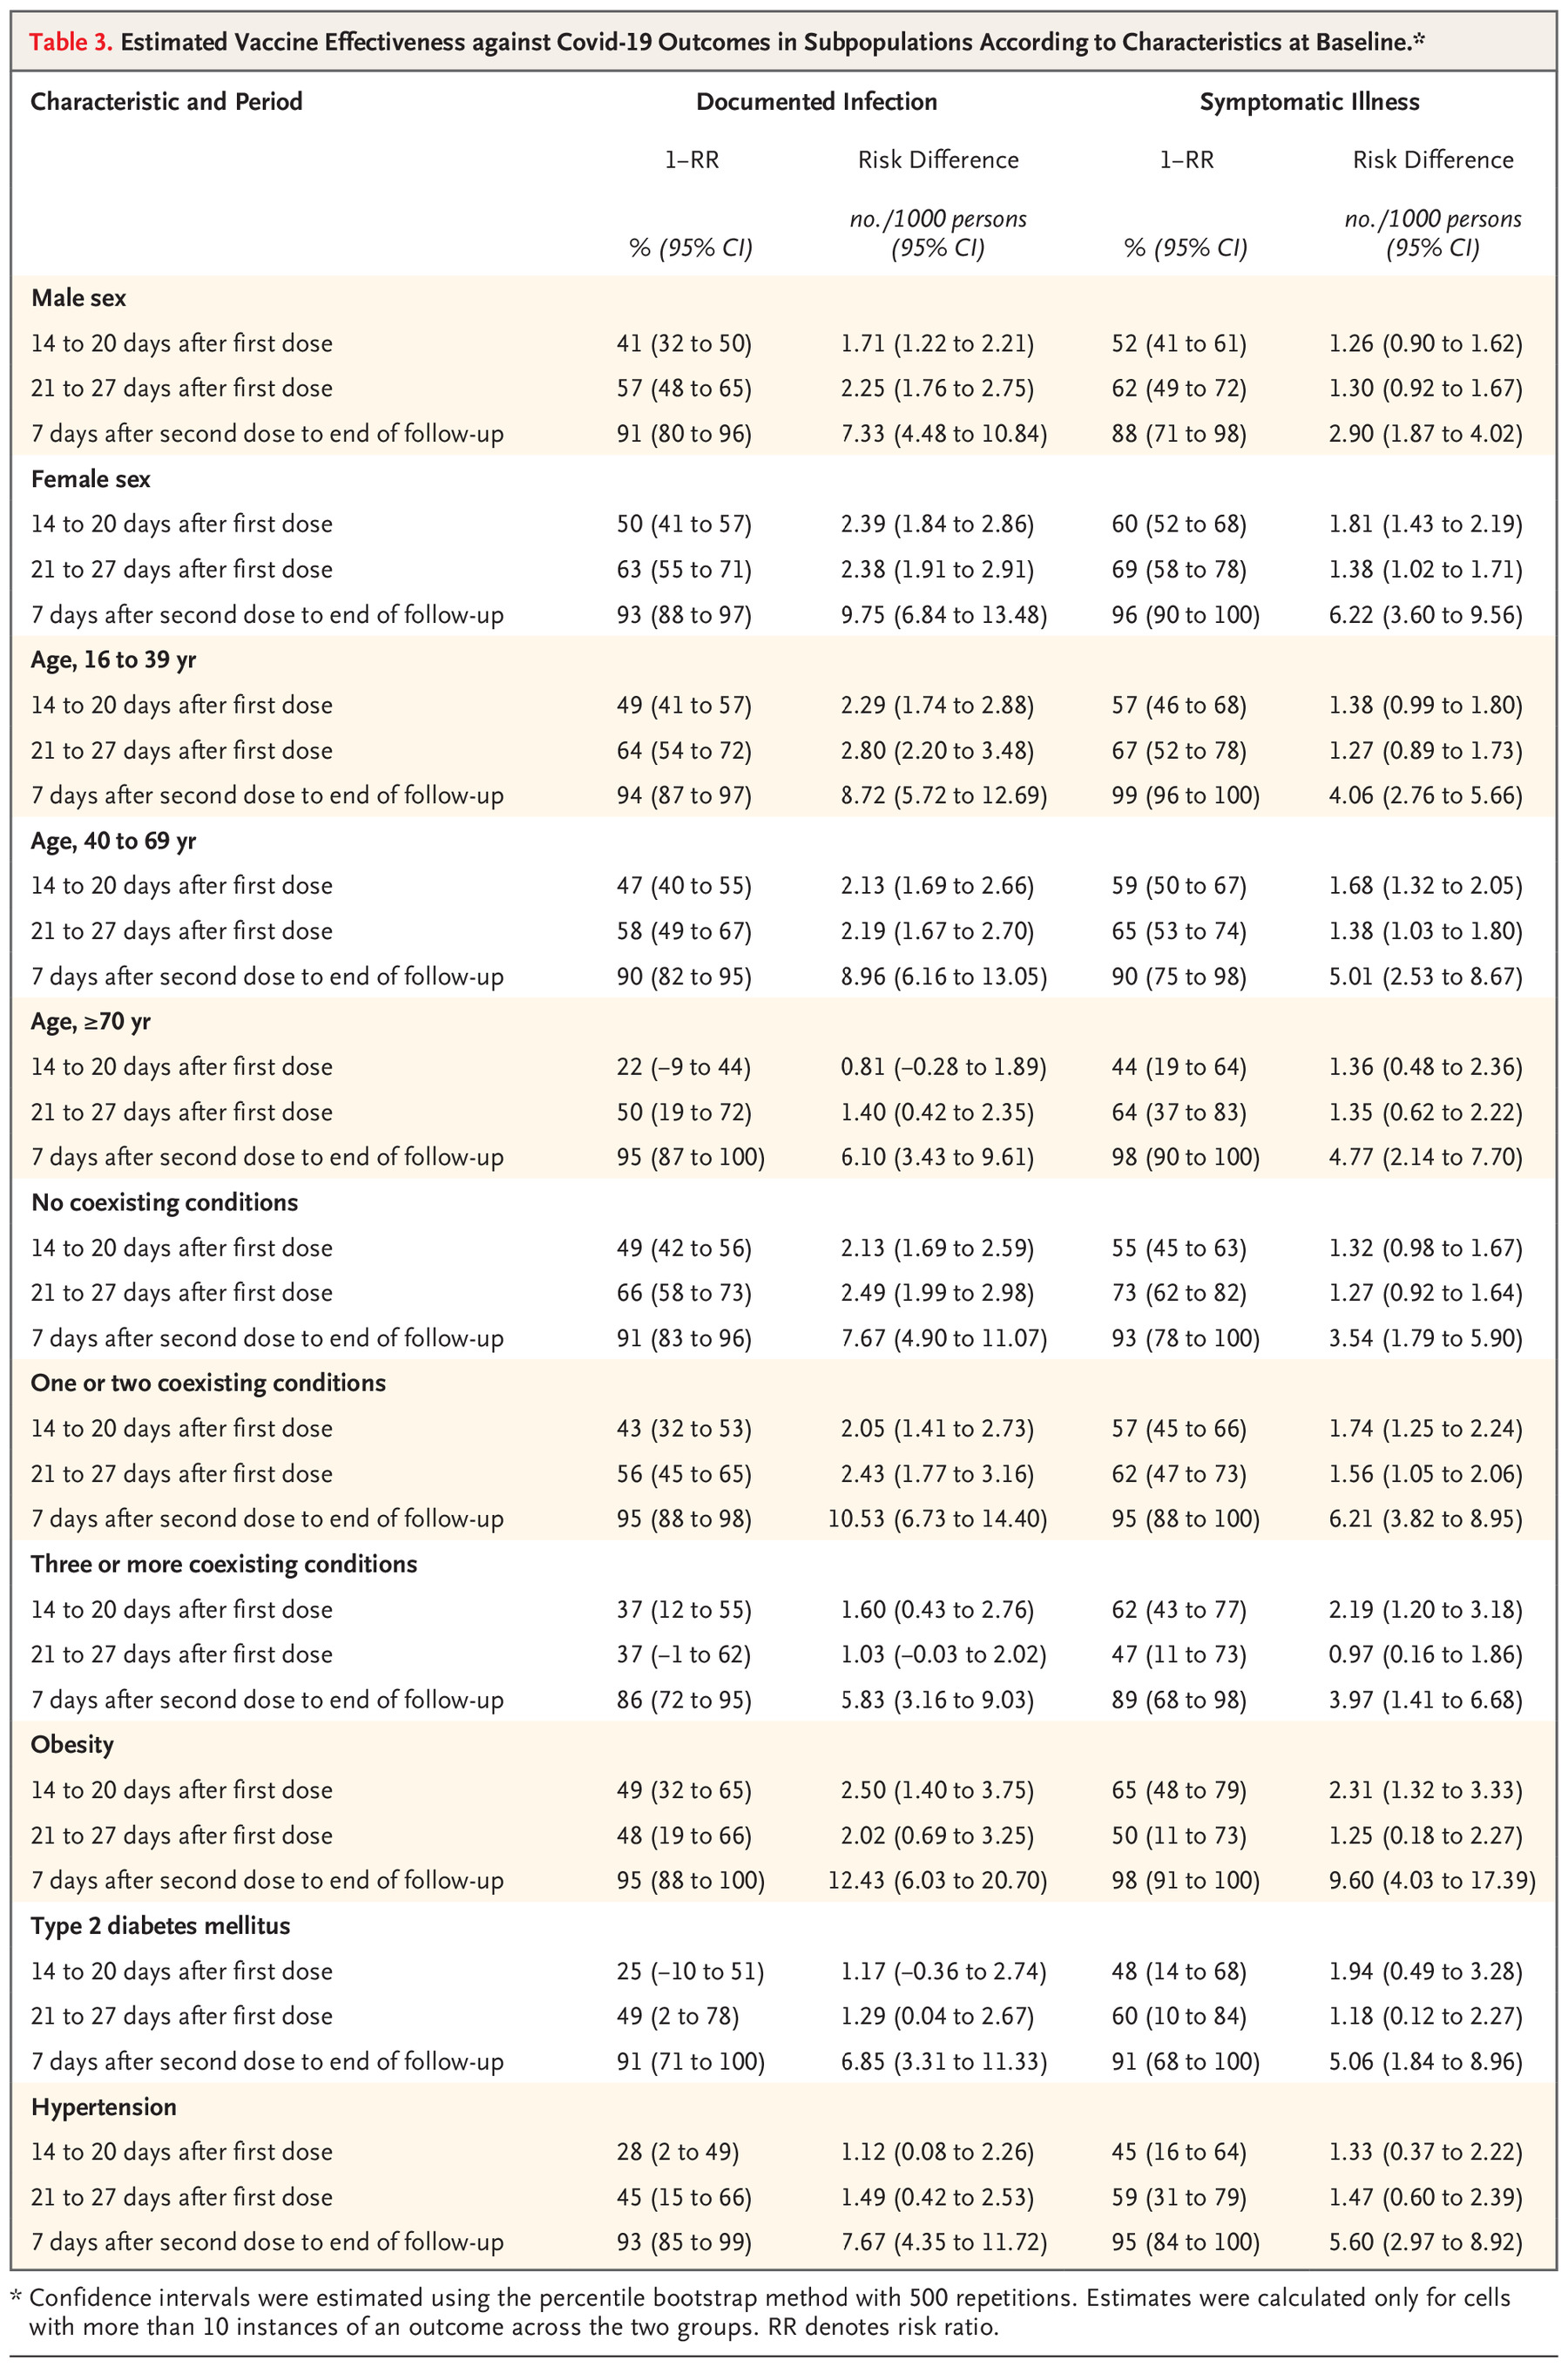 Table 3. Estimated Vaccine Effectiveness against Covid-19 Outcomes in Subpopulations According to Characteristics at Baseline.*
Characteristic and Period Documented Infection Symptomatic Illness
1–RR Risk Difference 1–RR Risk Difference
% (95% CI) no./1000 persons (95% CI) % (95% CI) no./1000 persons (95% CI)
Male sex
14 to 20 days after first dose 41 (32 to 50) 1.71 (1.22 to 2.21) 52 (41 to 61) 1.26 (0.90 to 1.62)
21 to 27 days after first dose 57 (48 to 65) 2.25 (1.76 to 2.75) 62 (49 to 72) 1.30 (0.92 to 1.67)
7 days after second dose to end of follow-up 91 (80 to 96) 7.33 (4.48 to 10.84) 88 (71 to 98) 2.90 (1.87 to 4.02)
Female sex
14 to 20 days after first dose 50 (41 to 57) 2.39 (1.84 to 2.86) 60 (52 to 68) 1.81 (1.43 to 2.19)
21 to 27 days after first dose 63 (55 to 71) 2.38 (1.91 to 2.91) 69 (58 to 78) 1.38 (1.02 to 1.71)
7 days after second dose to end of follow-up 93 (88 to 97) 9.75 (6.84 to 13.48) 96 (90 to 100) 6.22 (3.60 to 9.56)
Age, 16 to 39 yr
14 to 20 days after first dose 49 (41 to 57) 2.29 (1.74 to 2.88) 57 (46 to 68) 1.38 (0.99 to 1.80)
21 to 27 days after first dose 64 (54 to 72) 2.80 (2.20 to 3.48) 67 (52 to 78) 1.27 (0.89 to 1.73)
7 days after second dose to end of follow-up 94 (87 to 97) 8.72 (5.72 to 12.69) 99 (96 to 100) 4.06 (2.76 to 5.66)
Age, 40 to 69 yr
14 to 20 days after first dose 47 (40 to 55) 2.13 (1.69 to 2.66) 59 (50 to 67) 1.68 (1.32 to 2.05)
21 to 27 days after first dose 58 (49 to 67) 2.19 (1.67 to 2.70) 65 (53 to 74) 1.38 (1.03 to 1.80)
7 days after second dose to end of follow-up 90 (82 to 95) 8.96 (6.16 to 13.05) 90 (75 to 98) 5.01 (2.53 to 8.67)
Age, ≥70 yr
14 to 20 days after first dose 22 (–9 to 44) 0.81 (–0.28 to 1.89) 44 (19 to 64) 1.36 (0.48 to 2.36)
21 to 27 days after first dose 50 (19 to 72) 1.40 (0.42 to 2.35) 64 (37 to 83) 1.35 (0.62 to 2.22)
7 days after second dose to end of follow-up 95 (87 to 100) 6.10 (3.43 to 9.61) 98 (90 to 100) 4.77 (2.14 to 7.70)
No coexisting conditions
14 to 20 days after first dose 49 (42 to 56) 2.13 (1.69 to 2.59) 55 (45 to 63) 1.32 (0.98 to 1.67)
21 to 27 days after first dose 66 (58 to 73) 2.49 (1.99 to 2.98) 73 (62 to 82) 1.27 (0.92 to 1.64)
7 days after second dose to end of follow-up 91 (83 to 96) 7.67 (4.90 to 11.07) 93 (78 to 100) 3.54 (1.79 to 5.90)
One or two coexisting conditions
14 to 20 days after first dose 43 (32 to 53) 2.05 (1.41 to 2.73) 57 (45 to 66) 1.74 (1.25 to 2.24)
21 to 27 days after first dose 56 (45 to 65) 2.43 (1.77 to 3.16) 62 (47 to 73) 1.56 (1.05 to 2.06)
7 days after second dose to end of follow-up 95 (88 to 98) 10.53 (6.73 to 14.40) 95 (88 to 100) 6.21 (3.82 to 8.95)
Three or more coexisting conditions
14 to 20 days after first dose 37 (12 to 55) 1.60 (0.43 to 2.76) 62 (43 to 77) 2.19 (1.20 to 3.18)
21 to 27 days after first dose 37 (–1 to 62) 1.03 (–0.03 to 2.02) 47 (11 to 73) 0.97 (0.16 to 1.86)
7 days after second dose to end of follow-up 86 (72 to 95) 5.83 (3.16 to 9.03) 89 (68 to 98) 3.97 (1.41 to 6.68)
Obesity
14 to 20 days after first dose 49 (32 to 65) 2.50 (1.40 to 3.75) 65 (48 to 79) 2.31 (1.32 to 3.33)
21 to 27 days after first dose 48 (19 to 66) 2.02 (0.69 to 3.25) 50 (11 to 73) 1.25 (0.18 to 2.27)
7 days after second dose to end of follow-up 95 (88 to 100) 12.43 (6.03 to 20.70) 98 (91 to 100) 9.60 (4.03 to 17.39)
Type 2 diabetes mellitus
14 to 20 days after first dose 25 (–10 to 51) 1.17 (–0.36 to 2.74) 48 (14 to 68) 1.94 (0.49 to 3.28)
21 to 27 days after first dose 49 (2 to 78) 1.29 (0.04 to 2.67) 60 (10 to 84) 1.18 (0.12 to 2.27)
7 days after second dose to end of follow-up 91 (71 to 100) 6.85 (3.31 to 11.33) 91 (68 to 100) 5.06 (1.84 to 8.96)
Hypertension
14 to 20 days after first dose 28 (2 to 49) 1.12 (0.08 to 2.26) 45 (16 to 64) 1.33 (0.37 to 2.22)
21 to 27 days after first dose 45 (15 to 66) 1.49 (0.42 to 2.53) 59 (31 to 79) 1.47 (0.60 to 2.39)
7 days after second dose to end of follow-up 93 (85 to 99) 7.67 (4.35 to 11.72) 95 (84 to 100) 5.60 (2.97 to 8.92)
* Confidence intervals were estimated using the percentile bootstrap method with 500 repetitions. Estimates were calculated only for cells
with more than 10 instances of an outcome across the two groups. RR denotes risk ratio.